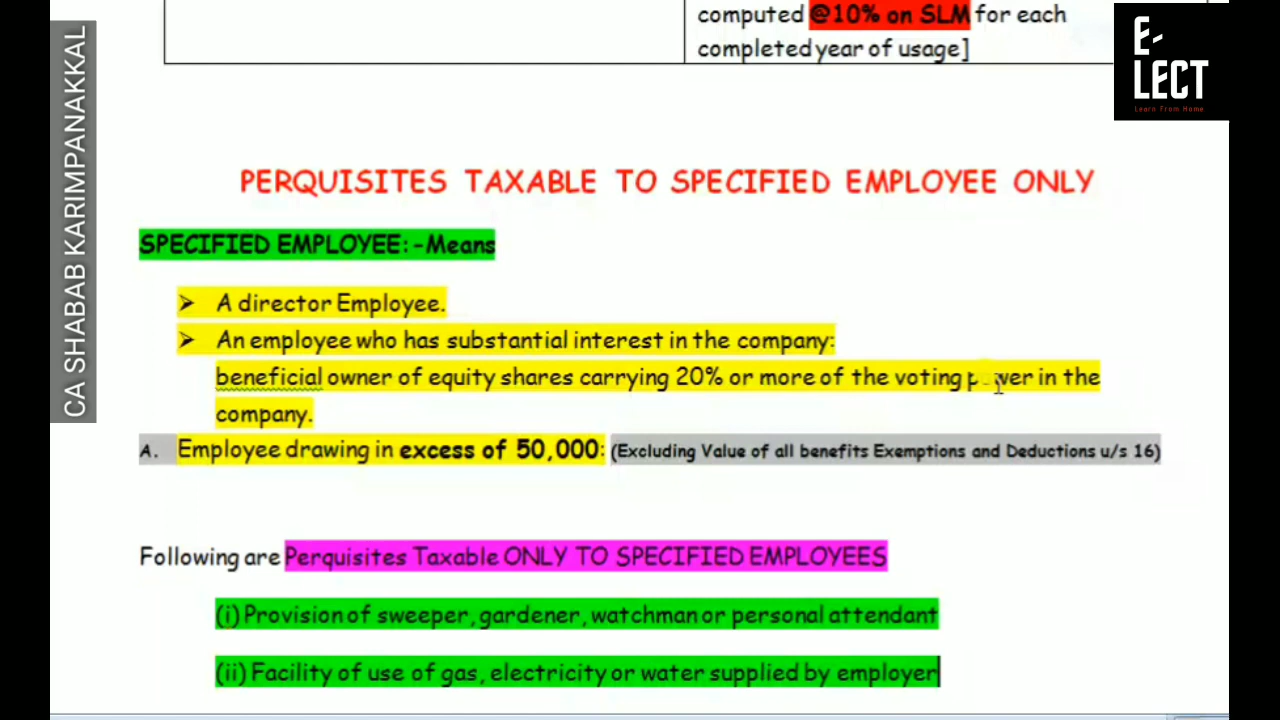 computed @10% on SLM for each
completed year of usage]
E-
LECT
Learn From Home
CA SHABAB KARIMPANAKKAL
PERQUISITES TAXABLE TO SPECIFIED EMPLOYEE ONLY
SPECIFIED EMPLOYEE:-Means
➢ A director Employee.
➢ An employee who has substantial interest in the company:
beneficial owner of equity shares carrying 20% or more of the voting power in the
company.
A. Employee drawing in excess of 50,000: (Excluding Value of all benefits Exemptions and Deductions u/s 16)
Following are Perquisites Taxable ONLY TO SPECIFIED EMPLOYEES
(i) Provision of sweeper, gardener, watchman or personal attendant
(ii) Facility of use of gas, electricity or water supplied by employer